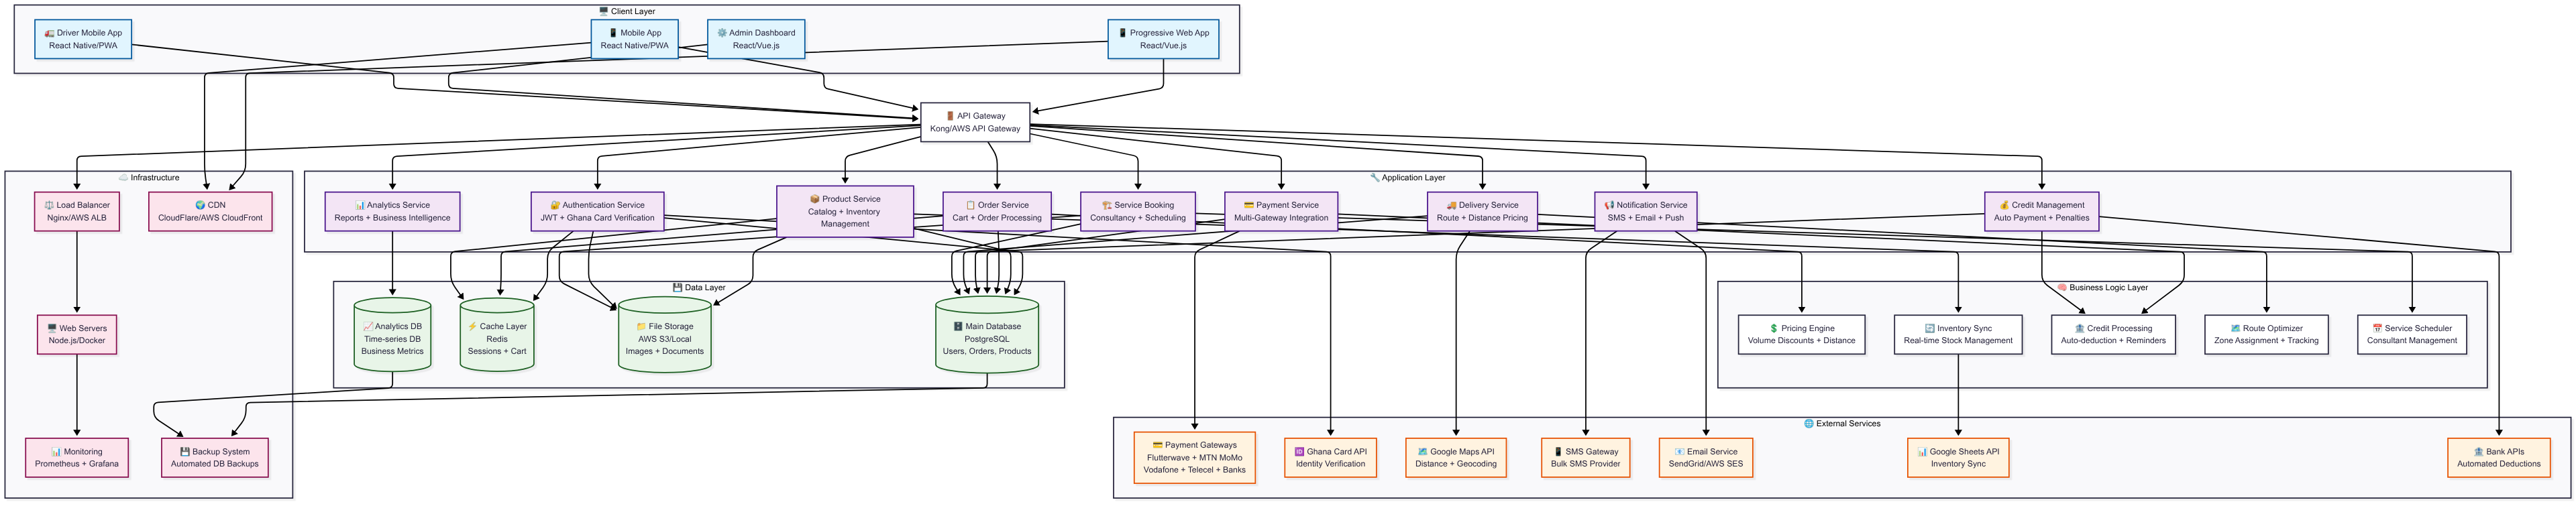 🖥️ Client Layer
🚛 Driver Mobile App
React Native/PWA
📱 Mobile App
React Native/PWA
⚙️ Admin Dashboard
React/Vue.js
📱 Progressive Web App
React/Vue.js
🚪 API Gateway
Kong/AWS API Gateway
☁️ Infrastructure
⚖️ Load Balancer
Nginx/AWS ALB
🌍 CDN
CloudFlare/AWS CloudFront
🖥️ Web Servers
Node.js/Docker
📊 Monitoring
Prometheus + Grafana
💾 Backup System
Automated DB Backups
🔧 Application Layer
📊 Analytics Service
Reports + Business Intelligence
🔐 Authentication Service
JWT + Ghana Card Verification
📦 Product Service
Catalog + Inventory
Management
📋 Order Service
Cart + Order Processing
🏗️ Service Booking
Consultancy + Scheduling
💳 Payment Service
Multi-Gateway Integration
🚚 Delivery Service
Route + Distance Pricing
📢 Notification Service
SMS + Email + Push
💰 Credit Management
Auto Payment + Penalties
💾 Data Layer
📈 Analytics DB
Time-series DB
Business Metrics
⚡ Cache Layer
Redis
Sessions + Cart
📁 File Storage
AWS S3/Local
Images + Documents
🗄️ Main Database
PostgreSQL
Users, Orders, Products
🧠 Business Logic Layer
💲 Pricing Engine
Volume Discounts + Distance
🔄 Inventory Sync
Real-time Stock Management
🏦 Credit Processing
Auto-deduction + Reminders
🗺️ Route Optimizer
Zone Assignment + Tracking
📅 Service Scheduler
Consultant Management
🌐 External Services
💳 Payment Gateways
Flutterwave + MTN MoMo
Vodafone + Telecel + Banks
🆔 Ghana Card API
Identity Verification
🗺️ Google Maps API
Distance + Geocoding
📱 SMS Gateway
Bulk SMS Provider
📧 Email Service
SendGrid/AWS SES
📊 Google Sheets API
Inventory Sync
🏦 Bank APIs
Automated Deductions